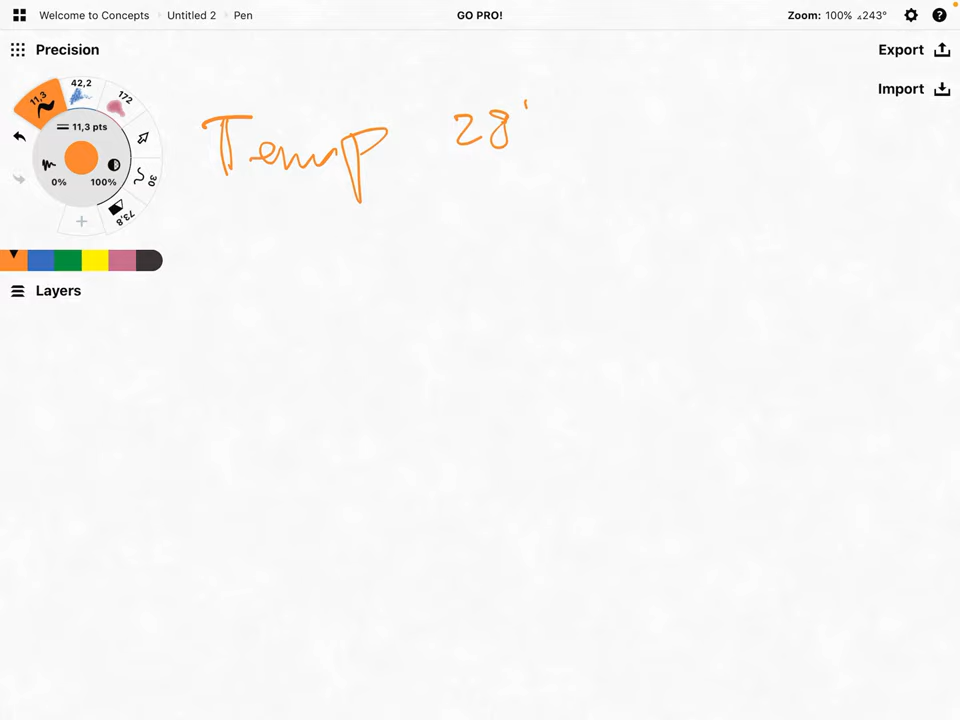 Welcome to Concepts › Untitled 2 › Pen
GO PRO!
Zoom: 100% ⊿243°
Precision
Export
Import
42,2
11,3
172
11,3 pts
30
0% 100%
73,8
+
Layers
Temp 28'